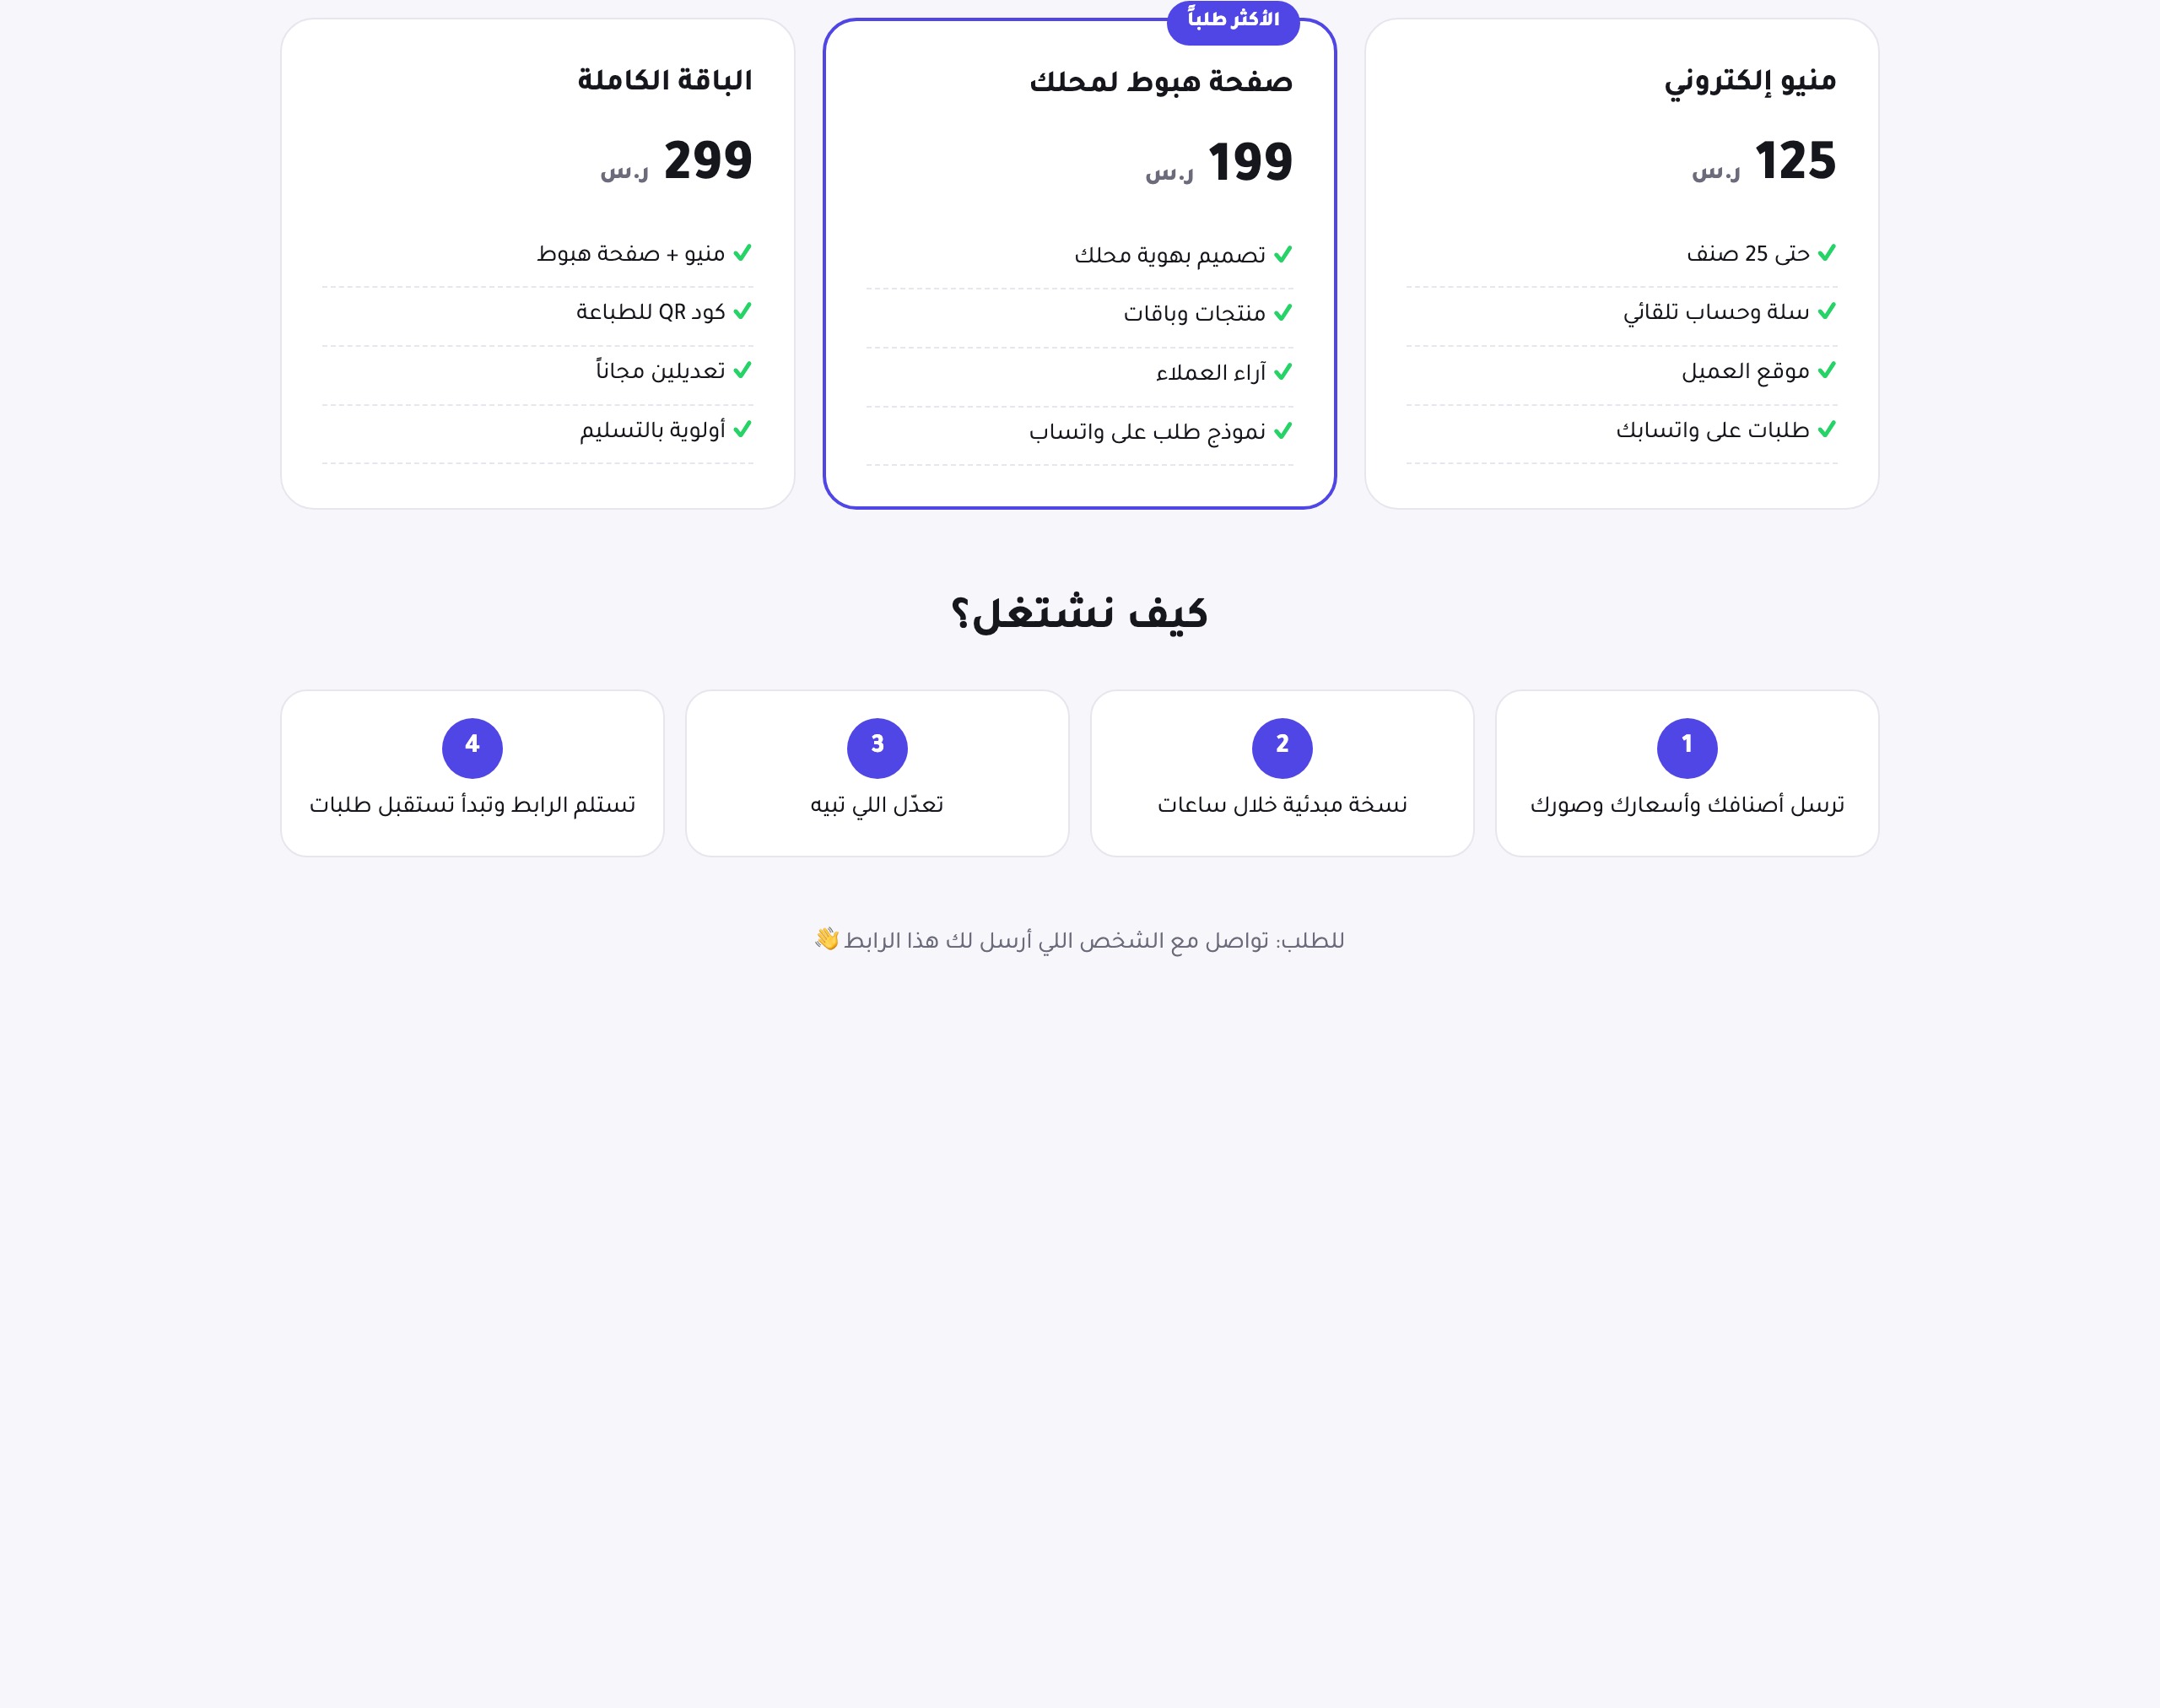 منيو إلكتروني
125 ر.س
✔ حتى 25 صنف
✔ سلة وحساب تلقائي
✔ موقع العميل
✔ طلبات على واتسابك
الأكثر طلباً
صفحة هبوط لمحلك
199 ر.س
✔ تصميم بهوية محلك
✔ منتجات وباقات
✔ آراء العملاء
✔ نموذج طلب على واتساب
الباقة الكاملة
299 ر.س
✔ منيو + صفحة هبوط
✔ كود QR للطباعة
✔ تعديلين مجاناً
✔ أولوية بالتسليم
كيف نشتغل؟
1
ترسل أصنافك وأسعارك وصورك
2
نسخة مبدئية خلال ساعات
3
تعدّل اللي تبيه
4
تستلم الرابط وتبدأ تستقبل طلبات
للطلب: تواصل مع الشخص اللي أرسل لك هذا الرابط 👋